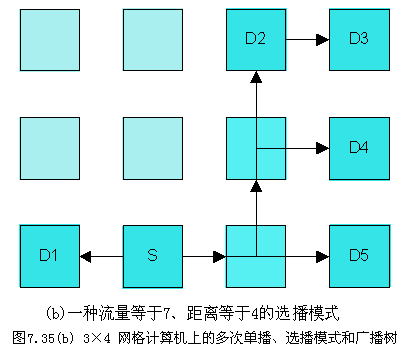 D2 D3
D4
D1 S D5
(b)一种流量等于7、距离等于4的选播模式
图7.35(b) 3×4 网格计算机上的多次单播、选播模式和广播树